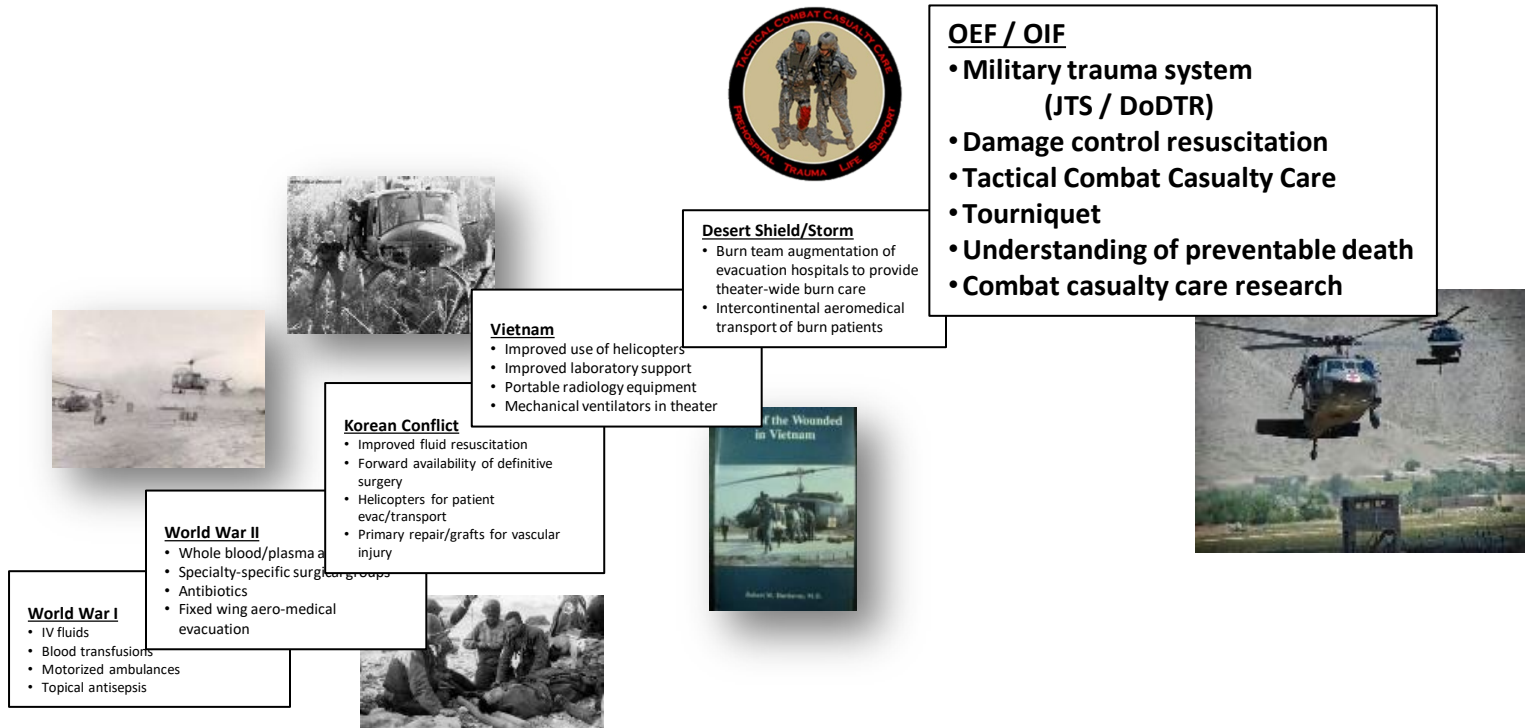 TACTICAL COMBAT CASUALTY CARE
PREHOSPITAL TRAUMA LIFE SUPPORT
OEF / OIF
• Military trauma system
(JTS / DoDTR)
• Damage control resuscitation
• Tactical Combat Casualty Care
• Tourniquet
• Understanding of preventable death
• Combat casualty care research
Desert Shield/Storm
• Burn team augmentation of
evacuation hospitals to provide
theater-wide burn care
• Intercontinental aeromedical
transport of burn patients
Vietnam
• Improved use of helicopters
• Improved laboratory support
• Portable radiology equipment
• Mechanical ventilators in theater
Korean Conflict
• Improved fluid resuscitation
• Forward availability of definitive
surgery
• Helicopters for patient
evac/transport
• Primary repair/grafts for vascular
injury
of the Wounded
in Vietnam
M.D.
World War II
• Whole blood/plasma a
• Specialty-specific surgical groups
• Antibiotics
• Fixed wing aero-medical
evacuation
World War I
• IV fluids
• Blood transfusions
• Motorized ambulances
• Topical antisepsis